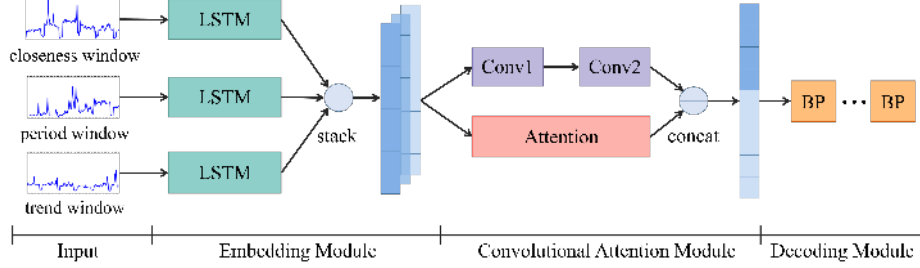 closeness window
period window
trend window
LSTM
LSTM
LSTM
stack
Conv1
Conv2
Attention
concat
BP ··· BP
Input
Embedding Module
Convolutional Attention Module
Decoding Module